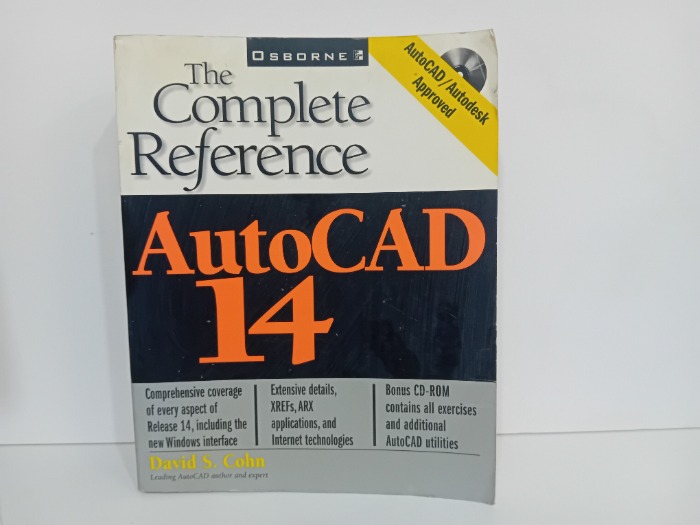 OSBORNE
AutoCAD/Autodesk
Approved
The
Complete
Reference
AutoCAD
14
Comprehensive coverage
of every aspect of
Release 14, including the
new Windows interface
Extensive details,
XREFs, ARX
applications, and
Internet technologies
Bonus CD-ROM
contains all exercises
and additional
AutoCAD utilities
David S. Cohn
Leading AutoCAD author and expert